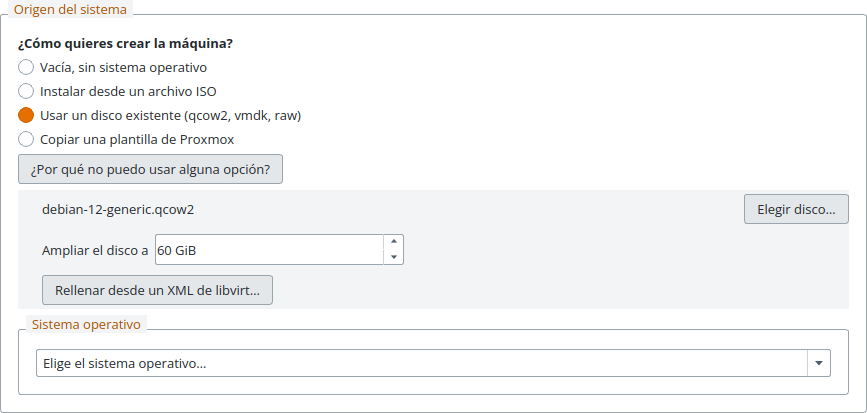 Origen del sistema
¿Cómo quieres crear la máquina?
Vacía, sin sistema operativo
Instalar desde un archivo ISO
Usar un disco existente (qcow2, vmdk, raw)
Copiar una plantilla de Proxmox
¿Por qué no puedo usar alguna opción?
debian-12-generic.qcow2
Elegir disco...
Ampliar el disco a 60 GiB
Rellenar desde un XML de libvirt...
Sistema operativo
Elige el sistema operativo...